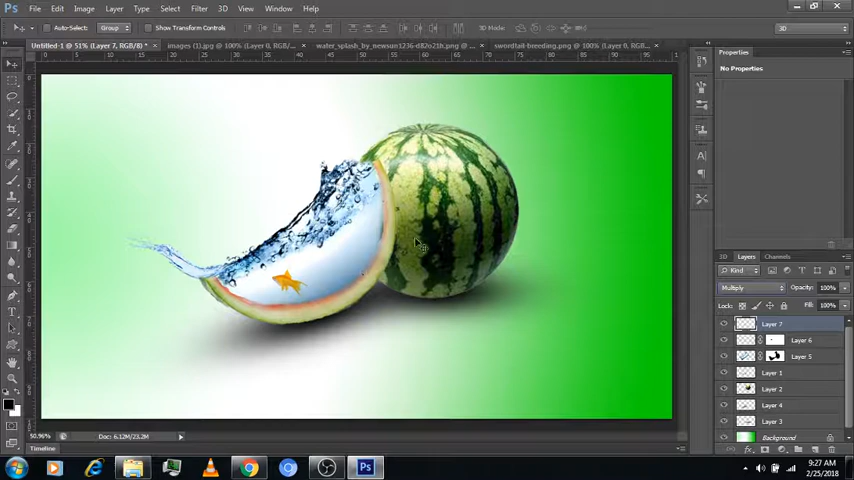 Ps File Edit Image Layer Type Select Filter 3D View Window Help
Auto-Select: Group Show Transform Controls 3D Mode: 3D
Untitled-1 @ 51% (Layer 7, RGB/8) * × images (1).jpg @ 100% (Layer 0, RGB/8) × water_splash_by_newsun1236-d82o21h.png @ ... × swordtail-breeding.png @ 100% (Layer 0, RGB/8) ×
Properties
No Properties
3D Layers Channels
Kind
Multiply Opacity: 100%
Lock: Fill: 100%
Layer 7
Layer 6
Layer 5
Layer 1
Layer 2
Layer 4
Layer 3
Background
50.96% Doc: 6.12M/23.2M
Timeline
9:27 AM
2/25/2018